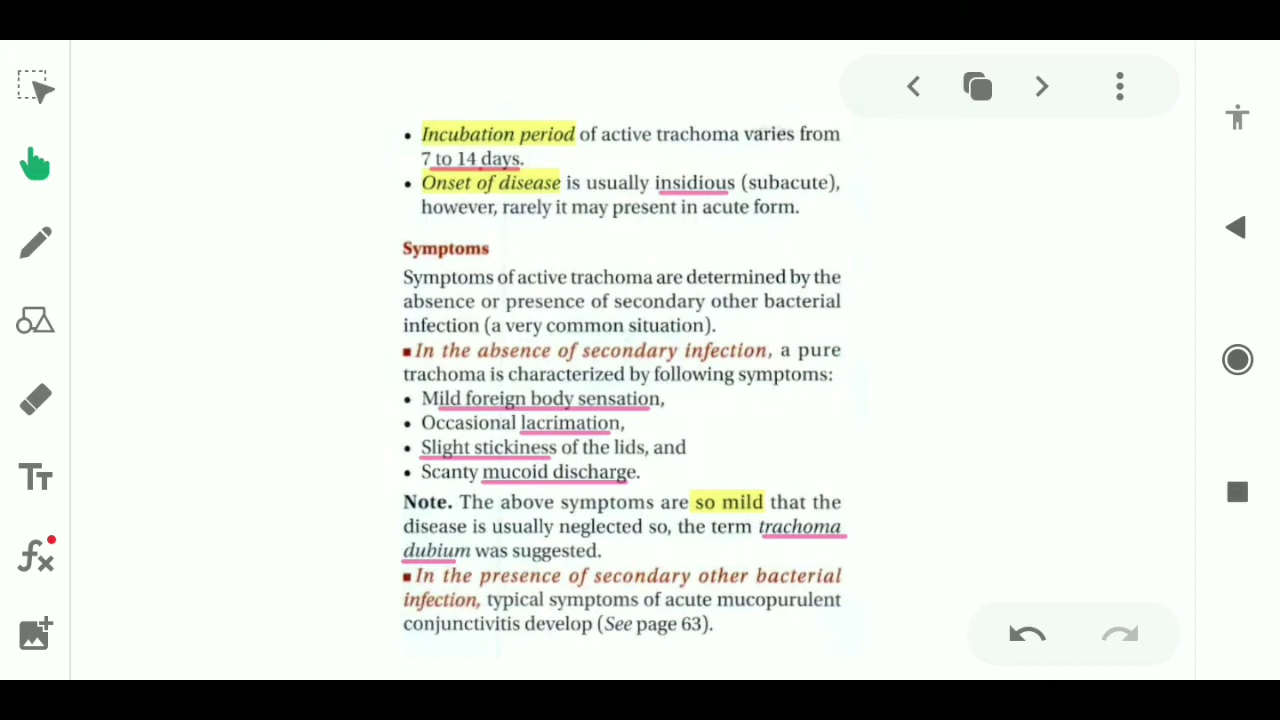 • Incubation period of active trachoma varies from
7 to 14 days.
• Onset of disease is usually insidious (subacute),
however, rarely it may present in acute form.
Symptoms
Symptoms of active trachoma are determined by the
absence or presence of secondary other bacterial
infection (a very common situation).
▪ In the absence of secondary infection, a pure
trachoma is characterized by following symptoms:
• Mild foreign body sensation,
• Occasional lacrimation,
• Slight stickiness of the lids, and
• Scanty mucoid discharge.
Note. The above symptoms are so mild that the
disease is usually neglected so, the term trachoma
dubium was suggested.
▪ In the presence of secondary other bacterial
infection, typical symptoms of acute mucopurulent
conjunctivitis develop (See page 63).
TT
fx